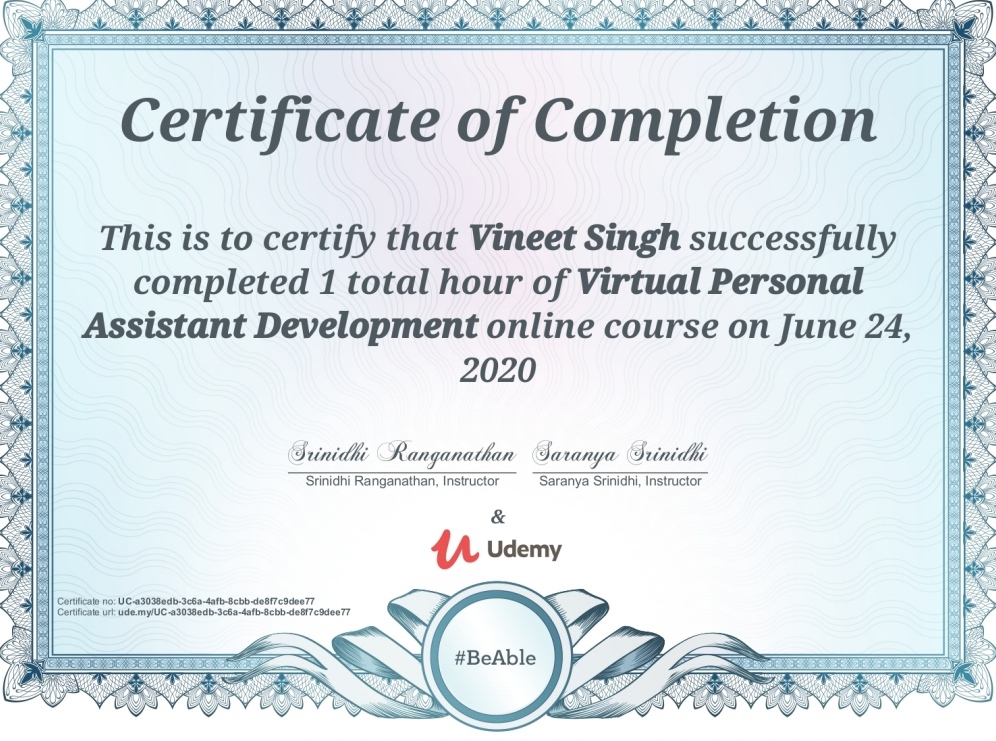 Certificate of Completion
This is to certify that Vineet Singh successfully
completed 1 total hour of Virtual Personal
Assistant Development online course on June 24,
2020
Srinidhi Ranganathan Saranya Srinidhi
Srinidhi Ranganathan, Instructor Saranya Srinidhi, Instructor
&
Udemy
Certificate no: UC-a3038edb-3c6a-4afb-8cbb-de8f7c9dee77
Certificate url: ude.my/UC-a3038edb-3c6a-4afb-8cbb-de8f7c9dee77
#BeAble